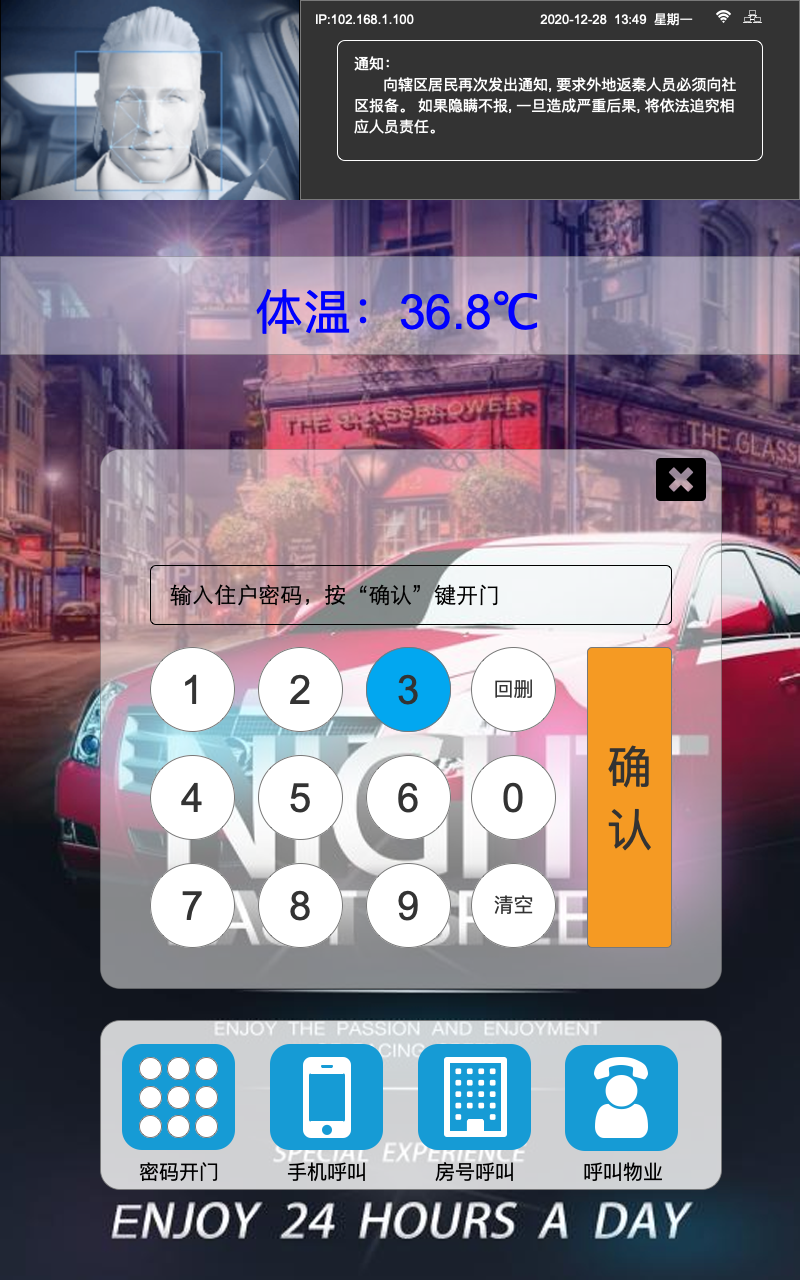 IP:102.168.1.100
2020-12-28 13:49 星期一
通知：
向辖区居民再次发出通知, 要求外地返秦人员必须向社
区报备。 如果隐瞒不报, 一旦造成严重后果, 将依法追究相
应人员责任。
体温：36.8℃
THE GLASSBLOWER
THE GLASSBLOWER
THE GLASS
输入住户密码，按“确认”键开门
1 2 3 回删
确
认
4 5 6 0
NIGHT
7 8 9 清空
ENJOY THE PASSION AND ENJOYMENT
密码开门 手机呼叫 房号呼叫 呼叫物业
SPECIAL EXPERIENCE
ENJOY 24 HOURS A DAY